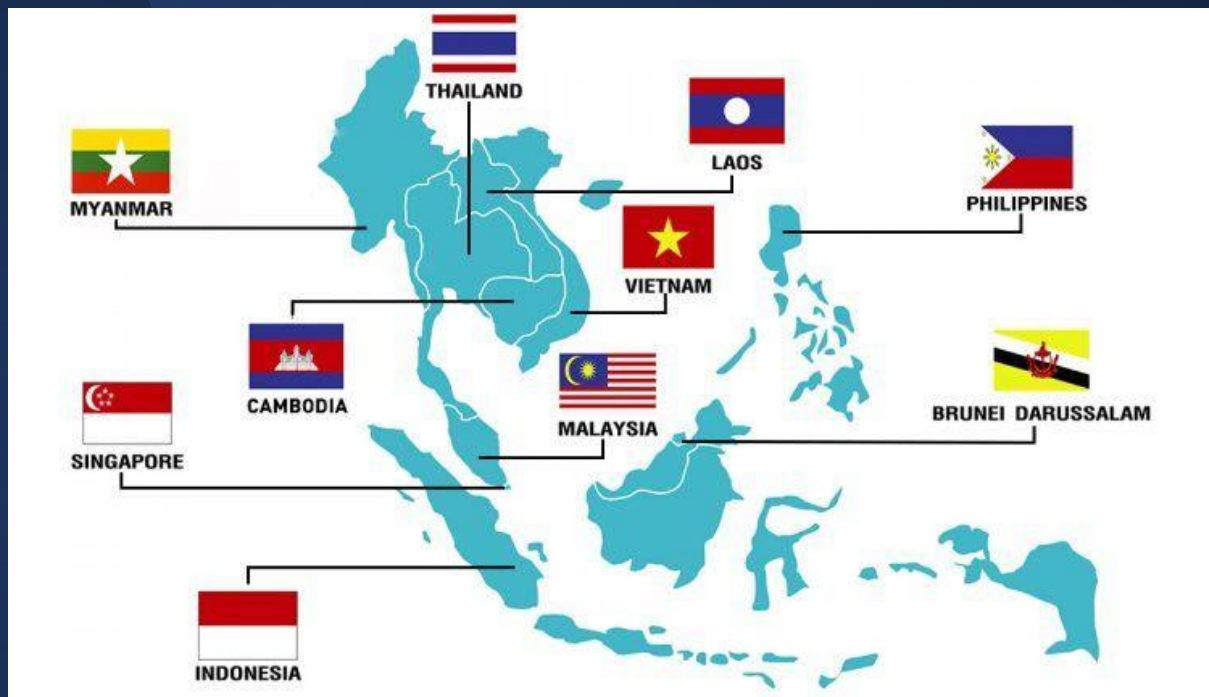 THAILAND
LAOS
MYANMAR
PHILIPPINES
VIETNAM
CAMBODIA
MALAYSIA
BRUNEI DARUSSALAM
SINGAPORE
INDONESIA